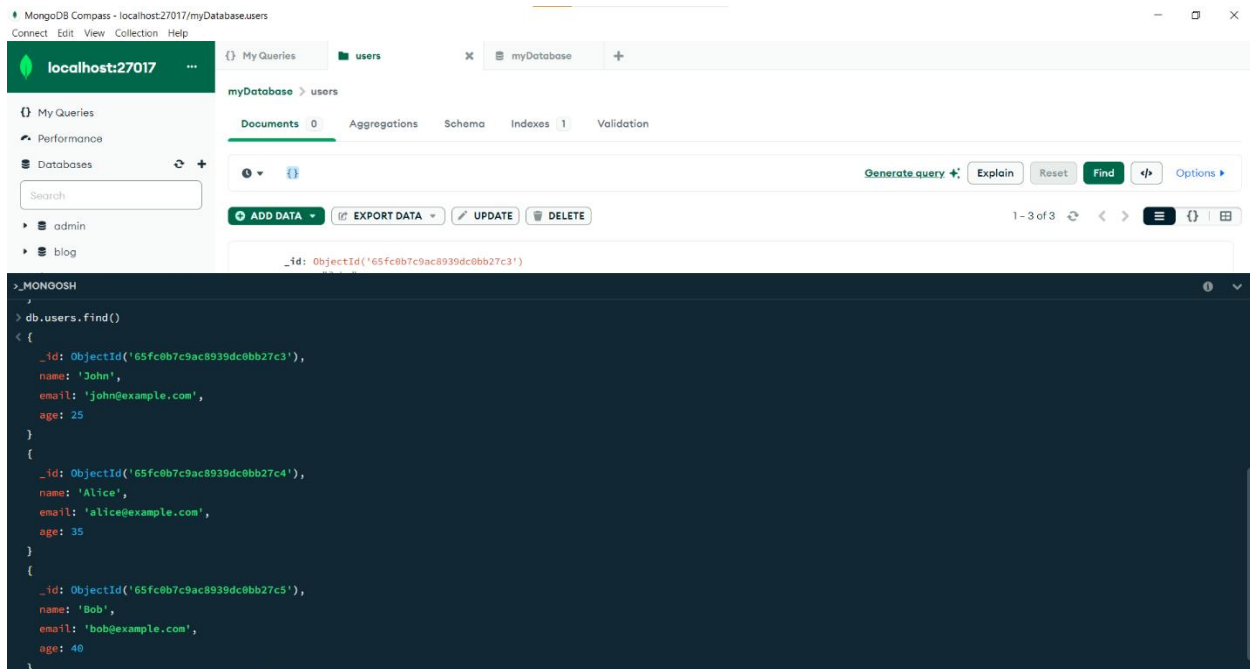 MongoDB Compass - localhost:27017/myDatabase.users
Connect Edit View Collection Help
localhost:27017 ...
{} My Queries
Performance
Databases
Search
admin
blog
{} My Queries users myDatabase
myDatabase > users
Documents 0 Aggregations Schema Indexes 1 Validation
{} Generate query Explain Reset Find </> Options
ADD DATA EXPORT DATA UPDATE DELETE 1 – 3 of 3 {}
_id: ObjectId('65fc0b7c9ac8939dc0bb27c3')
>_MONGOSH
}
> db.users.find()
< {
_id: ObjectId('65fc0b7c9ac8939dc0bb27c3'),
name: 'John',
email: 'john@example.com',
age: 25
}
{
_id: ObjectId('65fc0b7c9ac8939dc0bb27c4'),
name: 'Alice',
email: 'alice@example.com',
age: 35
}
{
_id: ObjectId('65fc0b7c9ac8939dc0bb27c5'),
name: 'Bob',
email: 'bob@example.com',
age: 40
}